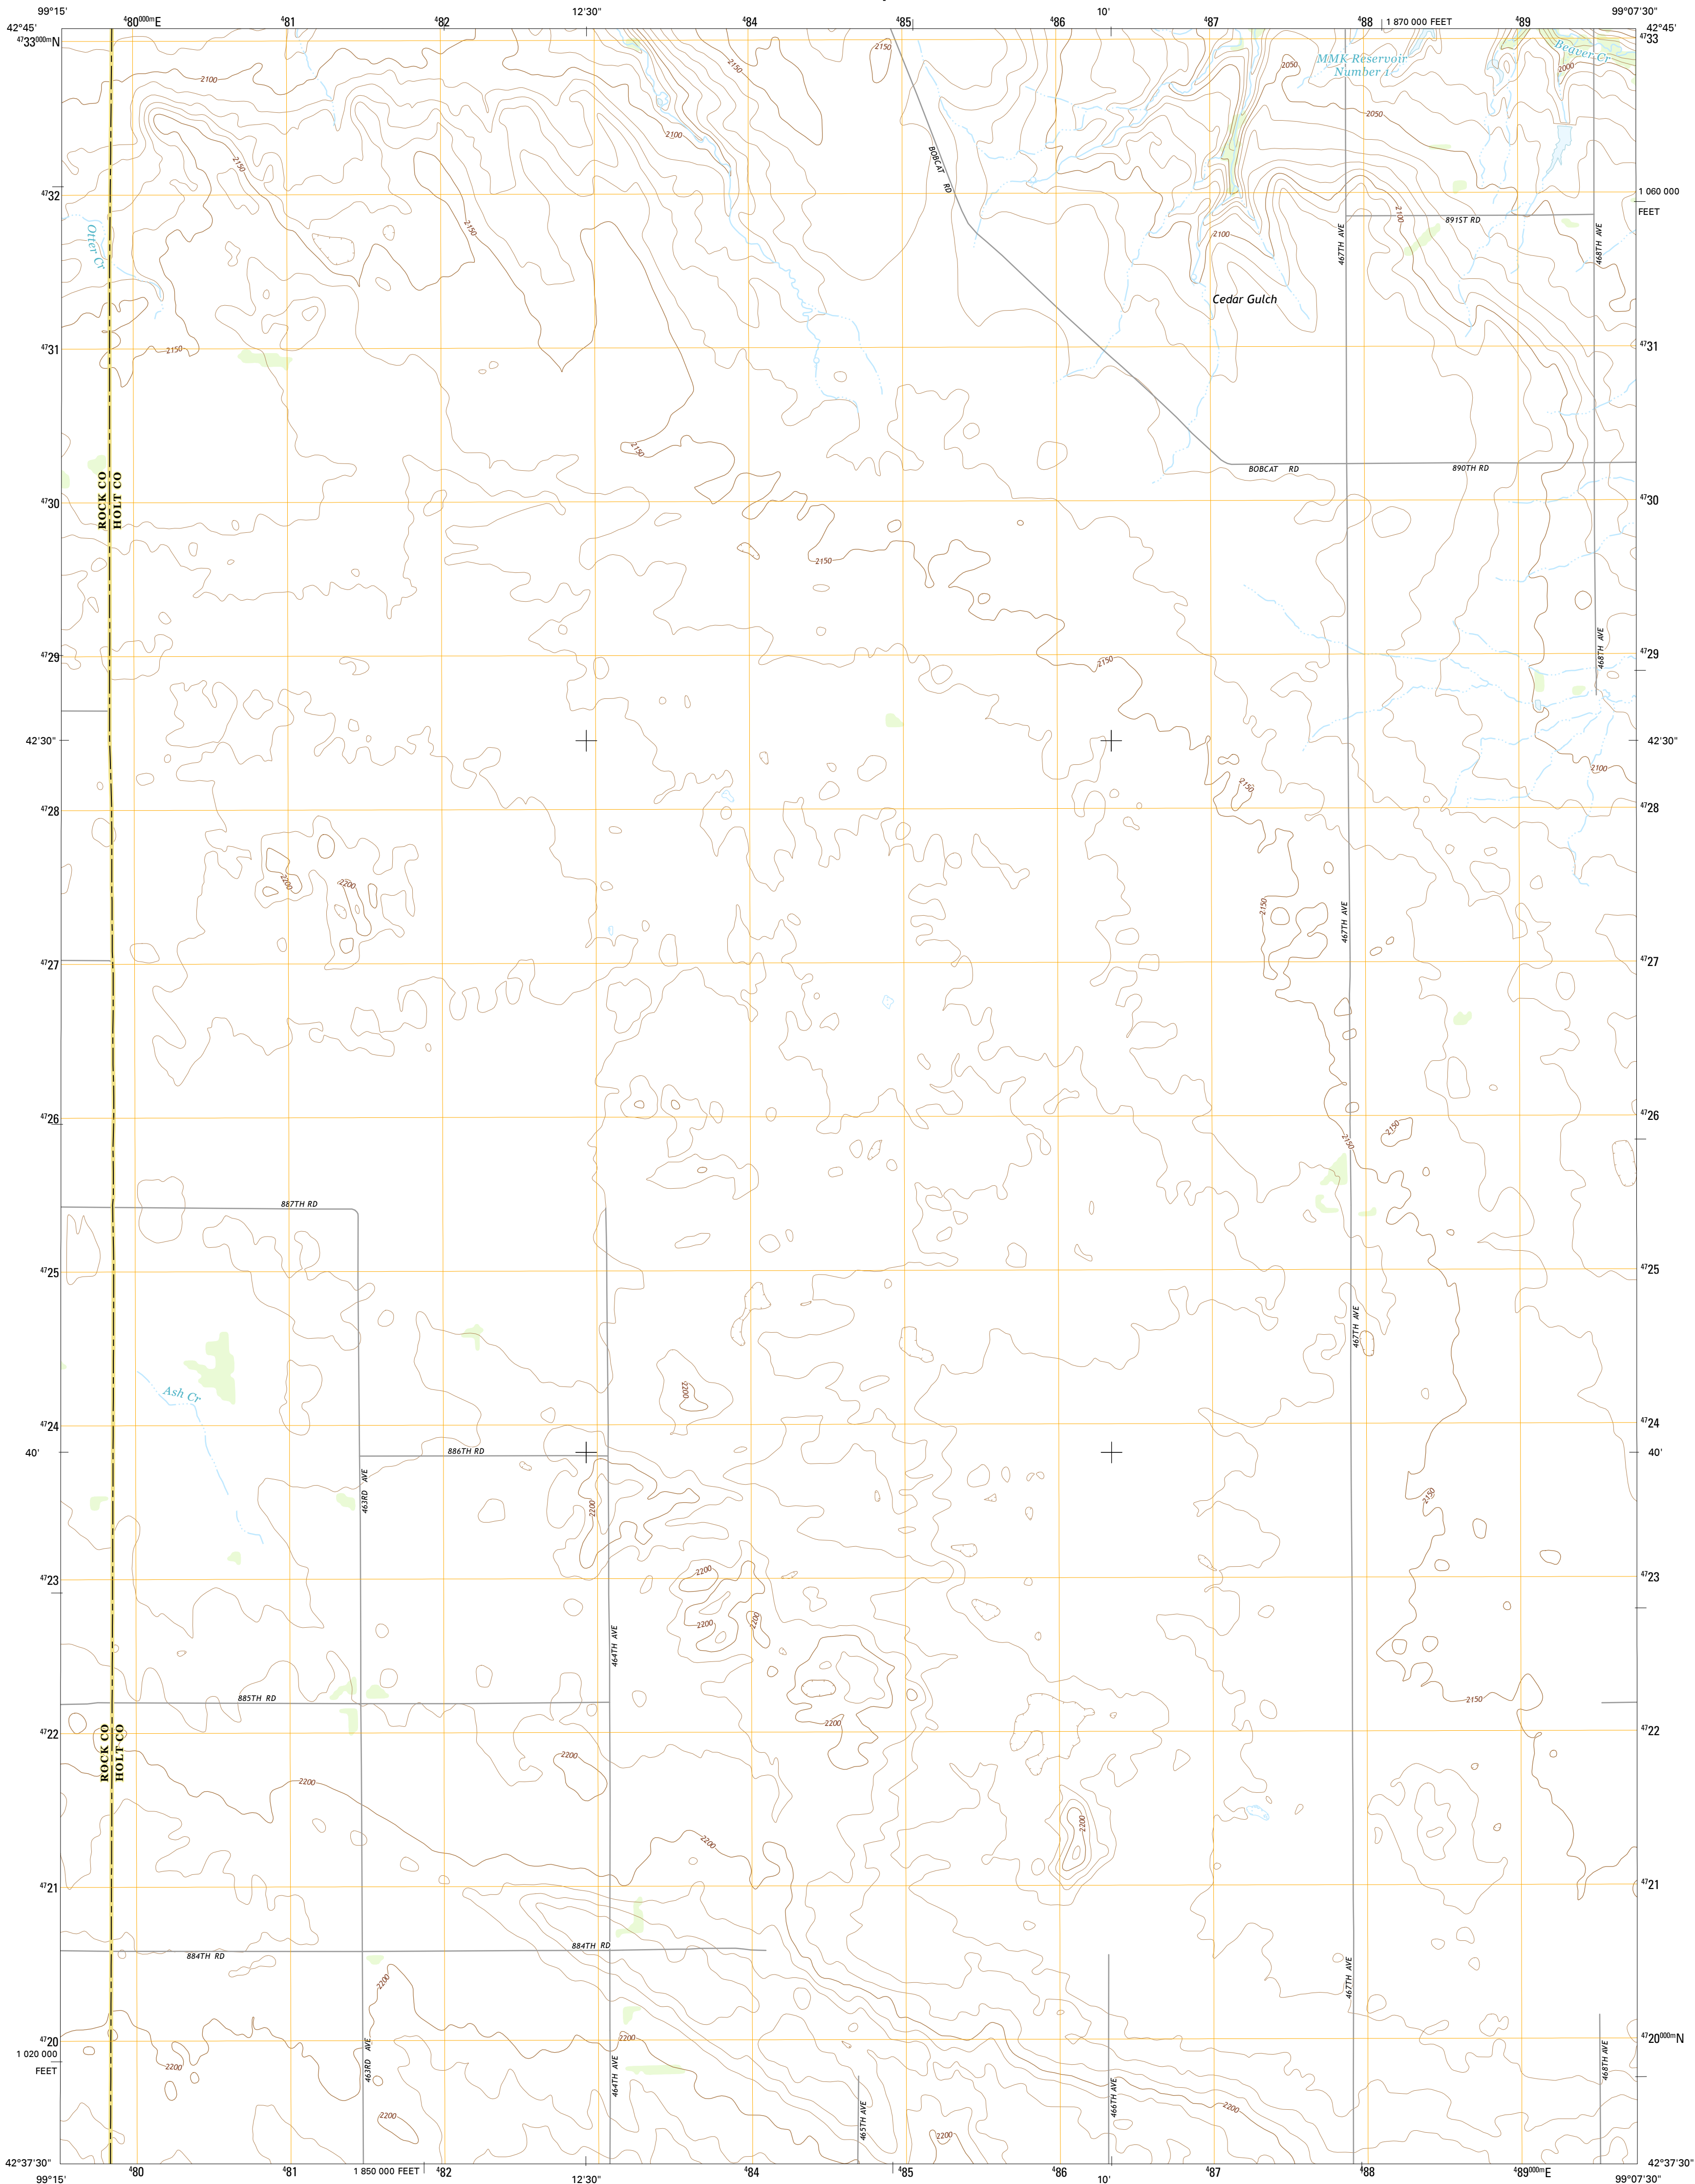 99°15'
⁴80⁰⁰⁰ᵐE
⁴81
12'30"
⁴82
⁴84
⁴85
⁴86
10'
⁴87
⁴88
1 870 000 FEET
⁴89
99°07'30"
42°45'
42°45'
⁴⁷33⁰⁰⁰ᵐN
⁴⁷33
Beaver Cr
MMK Reservoir
Number 1
2150
2150
2050
2000
2100
2050
2100
2150
BOBCAT RD
⁴⁷32
1 060 000
FEET
2100
891ST RD
2150
2100
Otter Cr
467TH AVE
468TH AVE
Cedar Gulch
⁴⁷31
⁴⁷31
2150
2150
BOBCAT RD
890TH RD
ROCK CO
HOLT CO
⁴⁷30
⁴⁷30
2150
⁴⁷29
⁴⁷29
468TH AVE
2150
42'30"
42'30"
2100
2150
⁴⁷28
⁴⁷28
2200
2200
2150
467TH AVE
⁴⁷27
⁴⁷27
⁴⁷26
⁴⁷26
2150
2150
887TH RD
⁴⁷25
⁴⁷25
467TH AVE
Ash Cr
2200
⁴⁷24
⁴⁷24
40'
40'
886TH RD
463RD AVE
2200
2150
⁴⁷23
⁴⁷23
2200
2200
2200
464TH AVE
885TH RD
2150
2200
ROCK CO
HOLT CO
⁴⁷22
⁴⁷22
2200
2200
2200
2200
⁴⁷21
⁴⁷21
884TH RD
884TH RD
2200
467TH AVE
⁴⁷20
⁴⁷20⁰⁰⁰ᵐN
1 020 000
FEET
2200
2200
463RD AVE
464TH AVE
465TH AVE
466TH AVE
468TH AVE
2200
2200
2200
42°37'30"
42°37'30"
99°15'
⁴80
⁴81
1 850 000 FEET
⁴82
12'30"
⁴84
⁴85
⁴86
10'
⁴87
⁴88
⁴89⁰⁰⁰ᵐE
99°07'30"